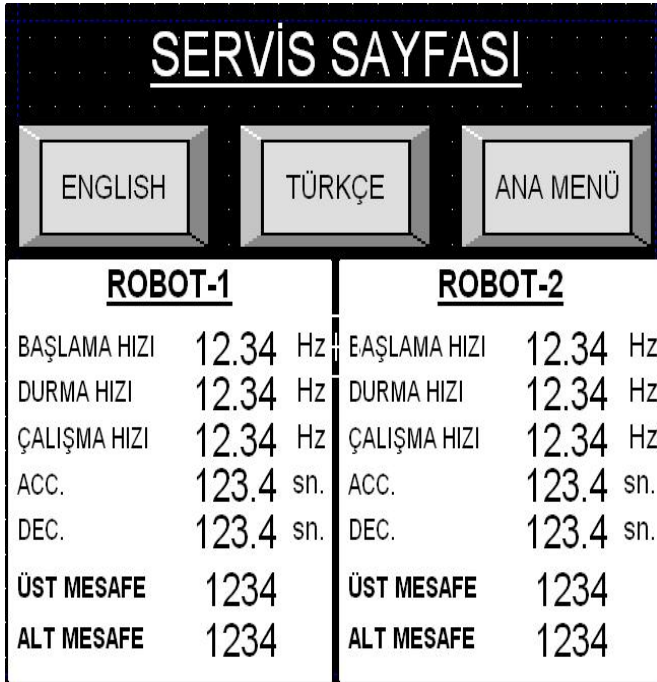 SERVİS SAYFASI
ENGLISH
TÜRKÇE
ANA MENÜ
ROBOT-1
BAŞLAMA HIZI 12.34 Hz
DURMA HIZI 12.34 Hz
ÇALIŞMA HIZI 12.34 Hz
ACC. 123.4 sn.
DEC. 123.4 sn.
ÜST MESAFE 1234
ALT MESAFE 1234
ROBOT-2
BAŞLAMA HIZI 12.34 Hz
DURMA HIZI 12.34 Hz
ÇALIŞMA HIZI 12.34 Hz
ACC. 123.4 sn.
DEC. 123.4 sn.
ÜST MESAFE 1234
ALT MESAFE 1234